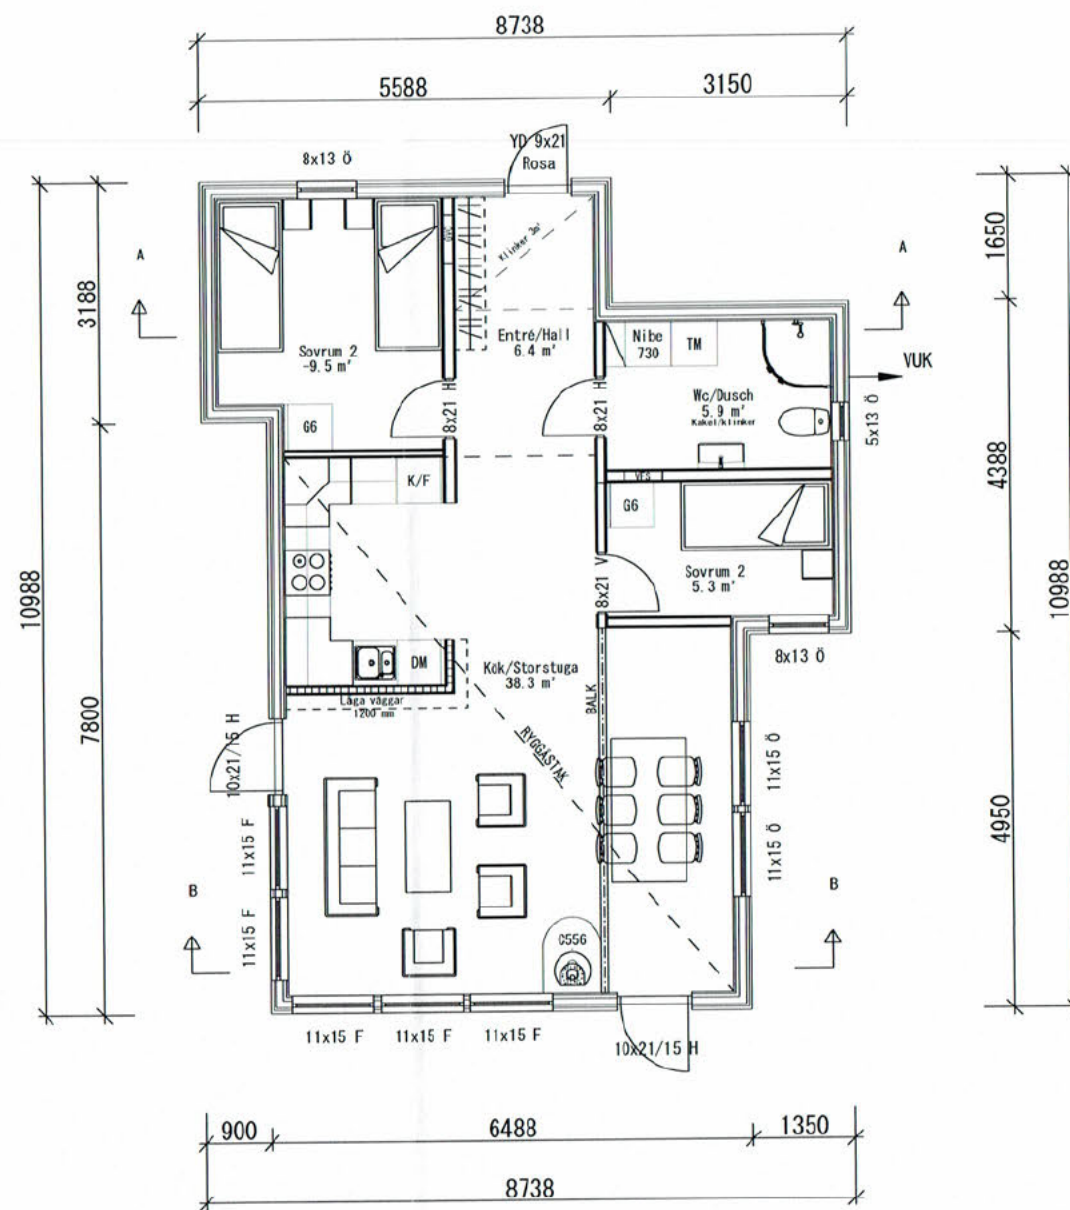 8738
5588
3150
YD 9x21
Rosa
8x13 Ö
Klinker 3m²
A
A
1650
3188
Entré/Hall
6.4 m²
Nibe
730
TM
Sovrum 2
-9.5 m²
VUK
Wc/Dusch
5.9 m²
Kakel/klinker
8x21 H
8x21 H
5x13 Ö
G6
K/F
VFS
4388
G6
Sovrum 2
5.3 m²
8x21 V
10988
10988
8x13 Ö
DM
Kök/Storstuga
38.3 m²
Låga väggar
1200 mm
BALK
7800
10x21/15 H
RYGGÅSTAK
11x15 Ö
4950
11x15 F
11x15 Ö
B
B
11x15 F
C556
11x15 F
11x15 F
11x15 F
10x21/15 H
900
6488
1350
8738